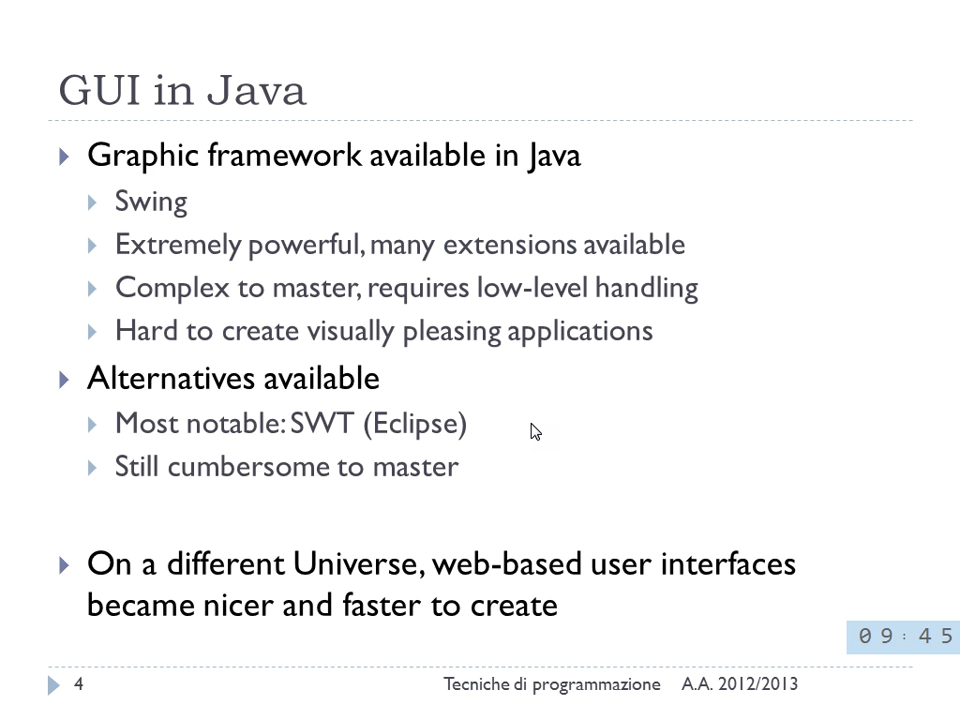 GUI in Java
Graphic framework available in Java
Swing
Extremely powerful, many extensions available
Complex to master, requires low-level handling
Hard to create visually pleasing applications
Alternatives available
Most notable: SWT (Eclipse)
Still cumbersome to master
On a different Universe, web-based user interfaces
became nicer and faster to create
09:45
4 Tecniche di programmazione A.A. 2012/2013